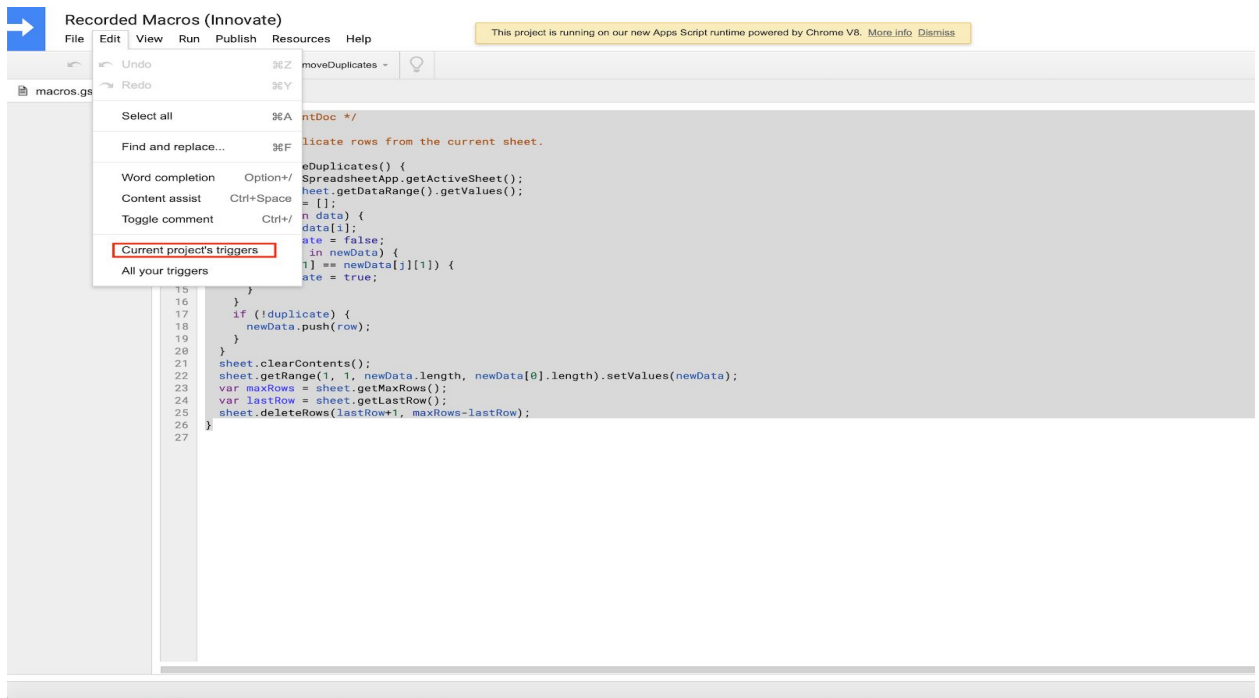 Recorded Macros (Innovate)
File Edit View Run Publish Resources Help
This project is running on our new Apps Script runtime powered by Chrome V8. More info Dismiss
Undo ⌘Z
moveDuplicates
Redo ⌘Y
macros.gs
Select all ⌘A
Find and replace... ⌘F
Word completion Option+/
Content assist Ctrl+Space
Toggle comment Ctrl+/
Current project's triggers
All your triggers
ntDoc */
licate rows from the current sheet.
eDuplicates() {
SpreadsheetApp.getActiveSheet();
heet.getDataRange().getValues();
= [];
n data) {
data[i];
ate = false;
in newData) {
1] == newData[j][1]) {
ate = true;
15 }
16 }
17 if (!duplicate) {
18 newData.push(row);
19 }
20 }
21 sheet.clearContents();
22 sheet.getRange(1, 1, newData.length, newData[0].length).setValues(newData);
23 var maxRows = sheet.getMaxRows();
24 var lastRow = sheet.getLastRow();
25 sheet.deleteRows(lastRow+1, maxRows-lastRow);
26 }
27